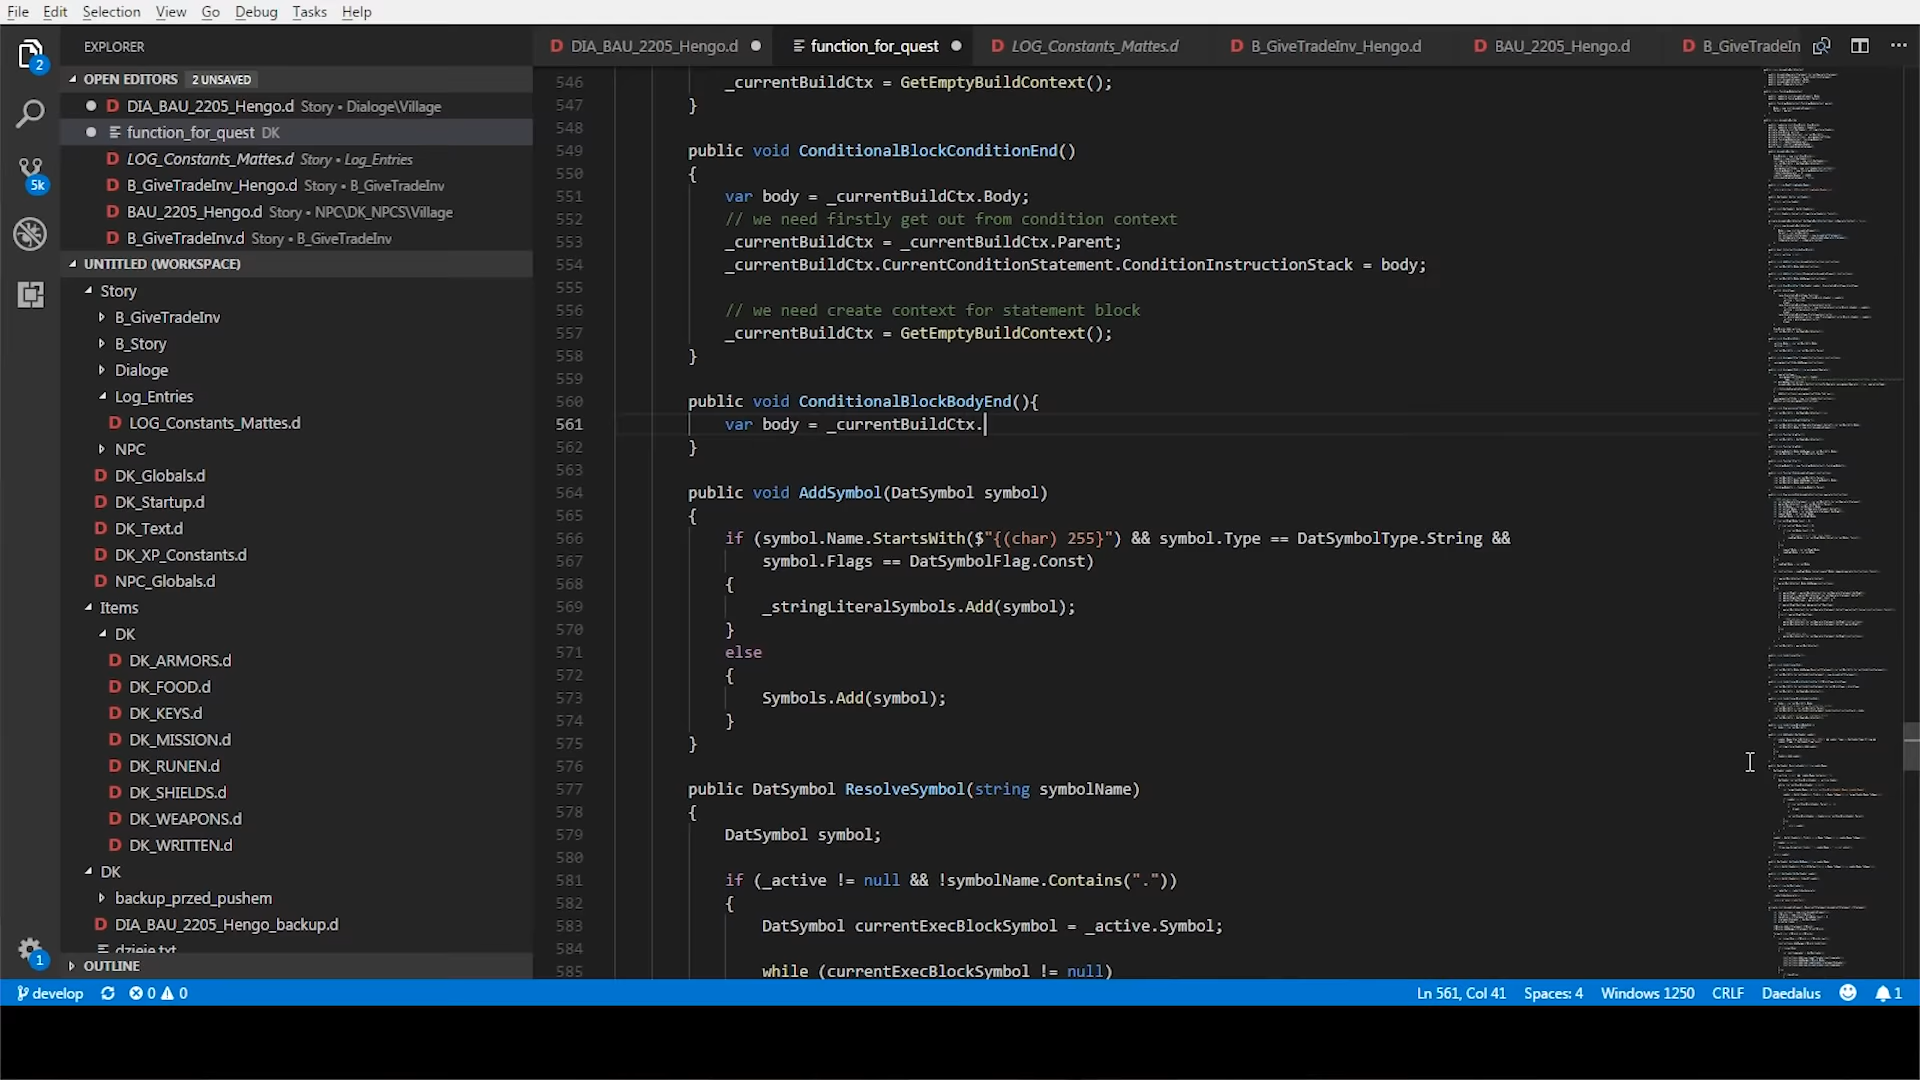 File Edit Selection View Go Debug Tasks Help
EXPLORER
OPEN EDITORS 2 UNSAVED
DIA_BAU_2205_Hengo.d Story • Dialoge\Village
function_for_quest DK
LOG_Constants_Mattes.d Story • Log_Entries
B_GiveTradeInv_Hengo.d Story • B_GiveTradeInv
BAU_2205_Hengo.d Story • NPC\DK_NPCS\Village
B_GiveTradeInv.d Story • B_GiveTradeInv
UNTITLED (WORKSPACE)
Story
B_GiveTradeInv
B_Story
Dialoge
Log_Entries
LOG_Constants_Mattes.d
NPC
DK_Globals.d
DK_Startup.d
DK_Text.d
DK_XP_Constants.d
NPC_Globals.d
Items
DK
DK_ARMORS.d
DK_FOOD.d
DK_KEYS.d
DK_MISSION.d
DK_RUNEN.d
DK_SHIELDS.d
DK_WEAPONS.d
DK_WRITTEN.d
DK
backup_przed_pushem
DIA_BAU_2205_Hengo_backup.d
dzieje.txt
OUTLINE
2
5k
1
DIA_BAU_2205_Hengo.d function_for_quest LOG_Constants_Mattes.d B_GiveTradeInv_Hengo.d BAU_2205_Hengo.d B_GiveTradeIn
546 _currentBuildCtx = GetEmptyBuildContext();
547 }
548
549 public void ConditionalBlockConditionEnd()
550 {
551 var body = _currentBuildCtx.Body;
552 // we need firstly get out from condition context
553 _currentBuildCtx = _currentBuildCtx.Parent;
554 _currentBuildCtx.CurrentConditionStatement.ConditionInstructionStack = body;
555
556 // we need create context for statement block
557 _currentBuildCtx = GetEmptyBuildContext();
558 }
559
560 public void ConditionalBlockBodyEnd(){
561 var body = _currentBuildCtx.
562 }
563
564 public void AddSymbol(DatSymbol symbol)
565 {
566 if (symbol.Name.StartsWith($"{(char) 255}") && symbol.Type == DatSymbolType.String &&
567 symbol.Flags == DatSymbolFlag.Const)
568 {
569 _stringLiteralSymbols.Add(symbol);
570 }
571 else
572 {
573 Symbols.Add(symbol);
574 }
575 }
576
577 public DatSymbol ResolveSymbol(string symbolName)
578 {
579 DatSymbol symbol;
580
581 if (_active != null && !symbolName.Contains("."))
582 {
583 DatSymbol currentExecBlockSymbol = _active.Symbol;
584
585 while (currentExecBlockSymbol != null)
develop 0 0 Ln 561, Col 41 Spaces: 4 Windows 1250 CRLF Daedalus 1